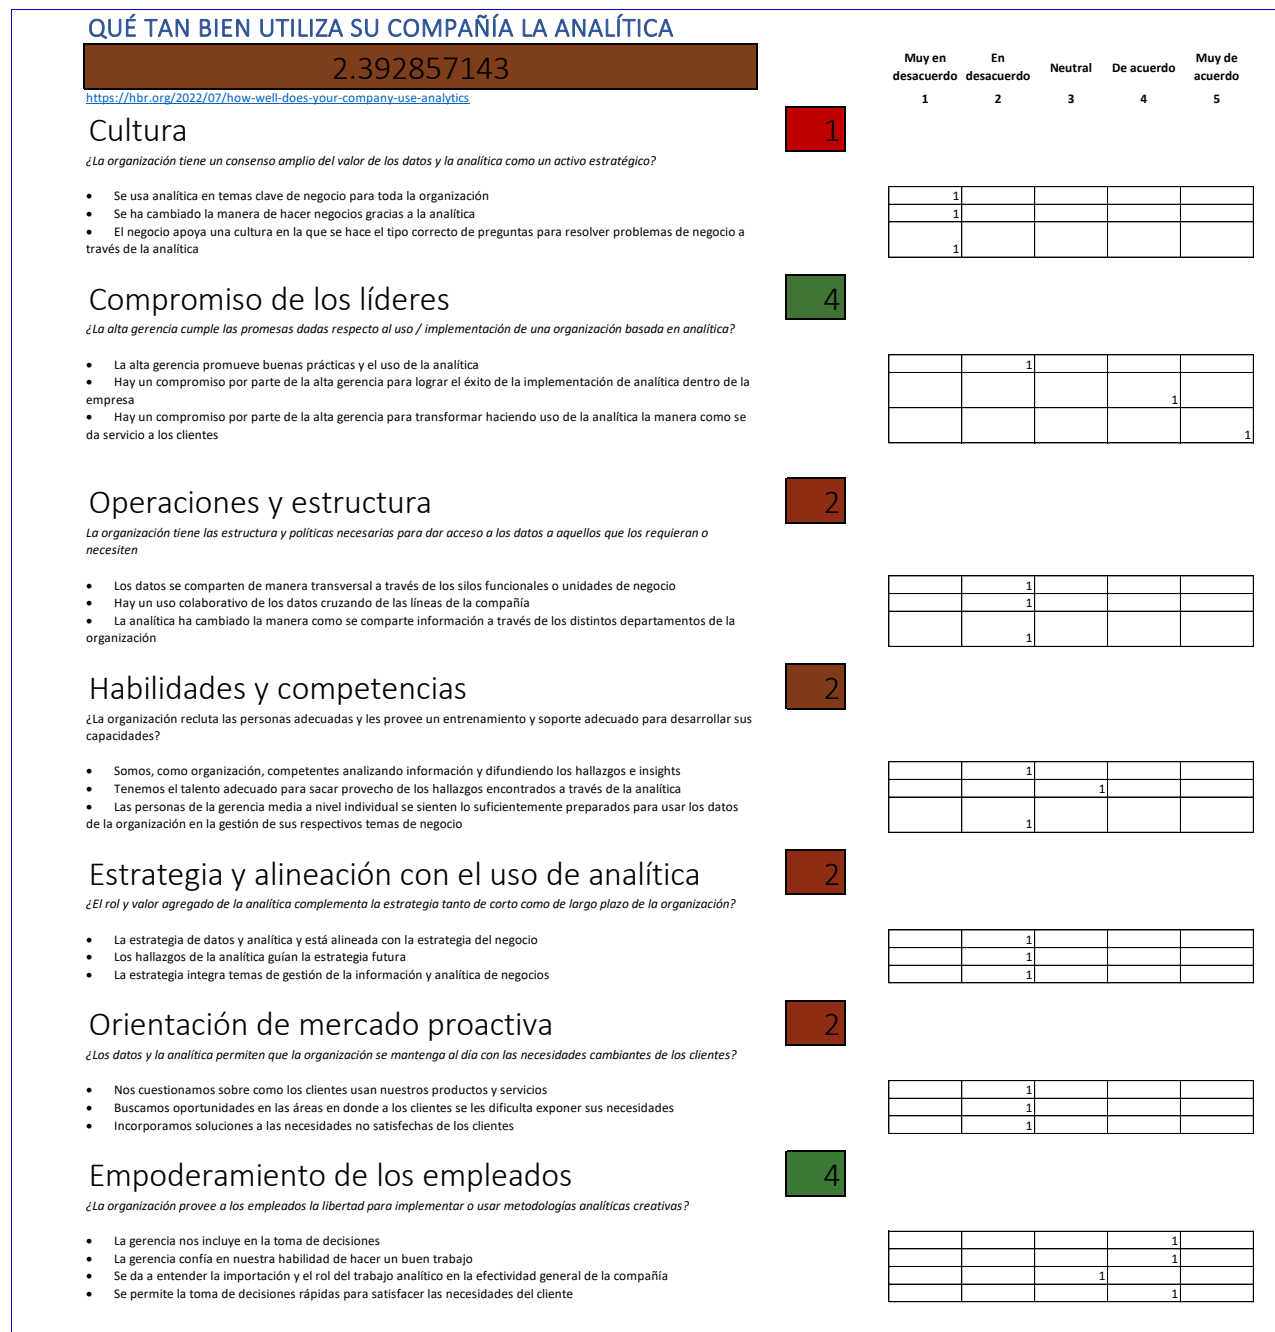 QUÉ TAN BIEN UTILIZA SU COMPAÑÍA LA ANALÍTICA
2.392857143
https://hbr.org/2022/07/how-well-does-your-company-use-analytics
Muy en desacuerdo En desacuerdo Neutral De acuerdo Muy de acuerdo
1 2 3 4 5
Cultura 1
¿La organización tiene un consenso amplio del valor de los datos y la analítica como un activo estratégico?
• Se usa analítica en temas clave de negocio para toda la organización 1
• Se ha cambiado la manera de hacer negocios gracias a la analítica 1
• El negocio apoya una cultura en la que se hace el tipo correcto de preguntas para resolver problemas de negocio a
través de la analítica 1
Compromiso de los líderes 4
¿La alta gerencia cumple las promesas dadas respecto al uso / implementación de una organización basada en analítica?
• La alta gerencia promueve buenas prácticas y el uso de la analítica 1
• Hay un compromiso por parte de la alta gerencia para lograr el éxito de la implementación de analítica dentro de la
empresa 1
• Hay un compromiso por parte de la alta gerencia para transformar haciendo uso de la analítica la manera como se
da servicio a los clientes 1
Operaciones y estructura 2
La organización tiene las estructura y políticas necesarias para dar acceso a los datos a aquellos que los requieran o
necesiten
• Los datos se comparten de manera transversal a través de los silos funcionales o unidades de negocio 1
• Hay un uso colaborativo de los datos cruzando de las líneas de la compañía 1
• La analítica ha cambiado la manera como se comparte información a través de los distintos departamentos de la
organización 1
Habilidades y competencias 2
¿La organización recluta las personas adecuadas y les provee un entrenamiento y soporte adecuado para desarrollar sus
capacidades?
• Somos, como organización, competentes analizando información y difundiendo los hallazgos e insights 1
• Tenemos el talento adecuado para sacar provecho de los hallazgos encontrados a través de la analítica 1
• Las personas de la gerencia media a nivel individual se sienten lo suficientemente preparados para usar los datos
de la organización en la gestión de sus respectivos temas de negocio 1
Estrategia y alineación con el uso de analítica 2
¿El rol y valor agregado de la analítica complementa la estrategia tanto de corto como de largo plazo de la organización?
• La estrategia de datos y analítica y está alineada con la estrategia del negocio 1
• Los hallazgos de la analítica guían la estrategia futura 1
• La estrategia integra temas de gestión de la información y analítica de negocios 1
Orientación de mercado proactiva 2
¿Los datos y la analítica permiten que la organización se mantenga al día con las necesidades cambiantes de los clientes?
• Nos cuestionamos sobre como los clientes usan nuestros productos y servicios 1
• Buscamos oportunidades en las áreas en donde a los clientes se les dificulta exponer sus necesidades 1
• Incorporamos soluciones a las necesidades no satisfechas de los clientes 1
Empoderamiento de los empleados 4
¿La organización provee a los empleados la libertad para implementar o usar metodologías analíticas creativas?
• La gerencia nos incluye en la toma de decisiones 1
• La gerencia confía en nuestra habilidad de hacer un buen trabajo 1
• Se da a entender la importación y el rol del trabajo analítico en la efectividad general de la compañía 1
• Se permite la toma de decisiones rápidas para satisfacer las necesidades del cliente 1